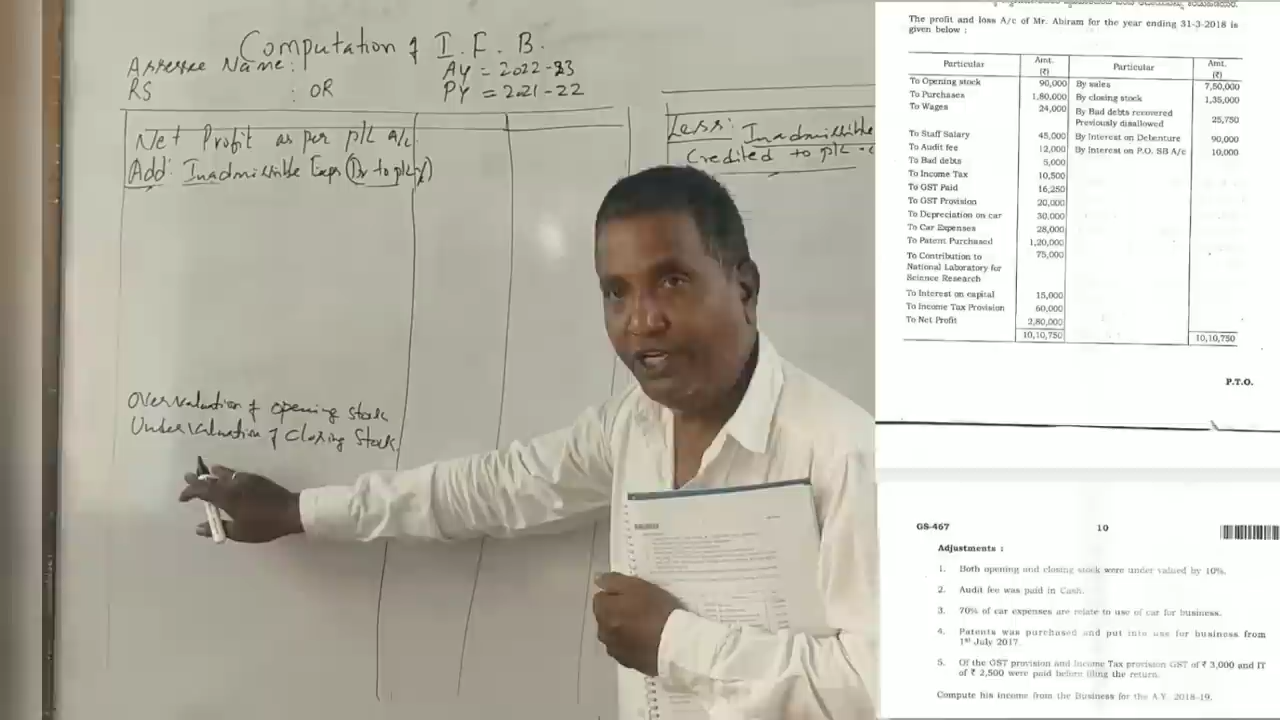 Computation of I. F. B.
Assessee Name :
AY = 2022-23
RS : OR
PY = 2021-22
Net Profit as per p/L a/c
Add: Inadmissible Exps (Dr to p/L a/c)
Overvaluation of opening stock
Undervaluation of Closing Stock
Less: Inadmissible
Credited to p/L a/c
The profit and loss A/c of Mr. Abiram for the year ending 31-3-2018 is
given below :
Particular Amt. (₹) Particular Amt. (₹)
To Opening stock 90,000 By sales 7,50,000
To Purchases 1,80,000 By closing stock 1,35,000
To Wages 24,000 By Bad debts recovered
Previously disallowed 25,750
To Staff Salary 45,000 By Interest on Debenture 90,000
To Audit fee 12,000 By Interest on P.O. SB A/c 10,000
To Bad debts 5,000
To Income Tax 10,500
To GST Paid 16,250
To GST Provision 20,000
To Depreciation on car 30,000
To Car Expenses 28,000
To Patent Purchased 1,20,000
To Contribution to 75,000
National Laboratory for
Science Research
To Interest on capital 15,000
To Income Tax Provision 60,000
To Net Profit 2,80,000
10,10,750 10,10,750
P.T.O.
GS-467 10
Adjustments :
1. Both opening and closing stock were under valued by 10%.
2. Audit fee was paid in Cash.
3. 70% of car expenses are relate to use of car for business.
4. Patents was purchased and put into use for business from
1st July 2017.
5. Of the GST provision and Income Tax provision GST of ₹ 3,000 and IT
of ₹ 2,500 were paid before filing the return.
Compute his income from the Business for the A.Y. 2018-19.